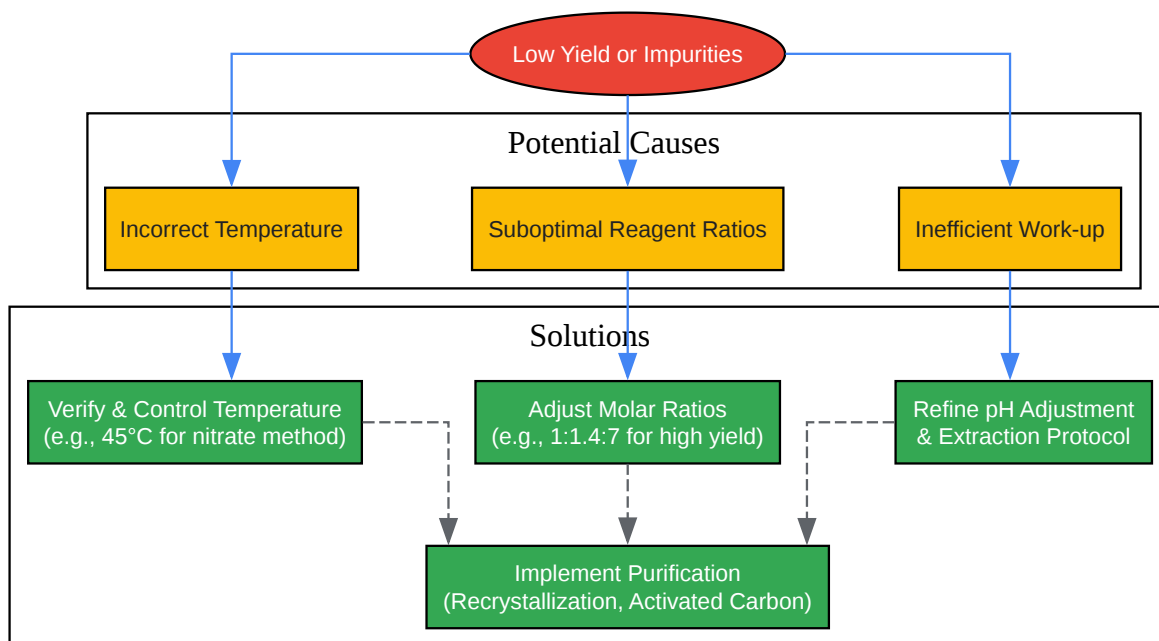 Low Yield or Impurities
Potential Causes
Incorrect Temperature
Suboptimal Reagent Ratios
Inefficient Work-up
Solutions
Verify & Control Temperature
(e.g., 45°C for nitrate method)
Adjust Molar Ratios
(e.g., 1:1.4:7 for high yield)
Refine pH Adjustment
& Extraction Protocol
Implement Purification
(Recrystallization, Activated Carbon)